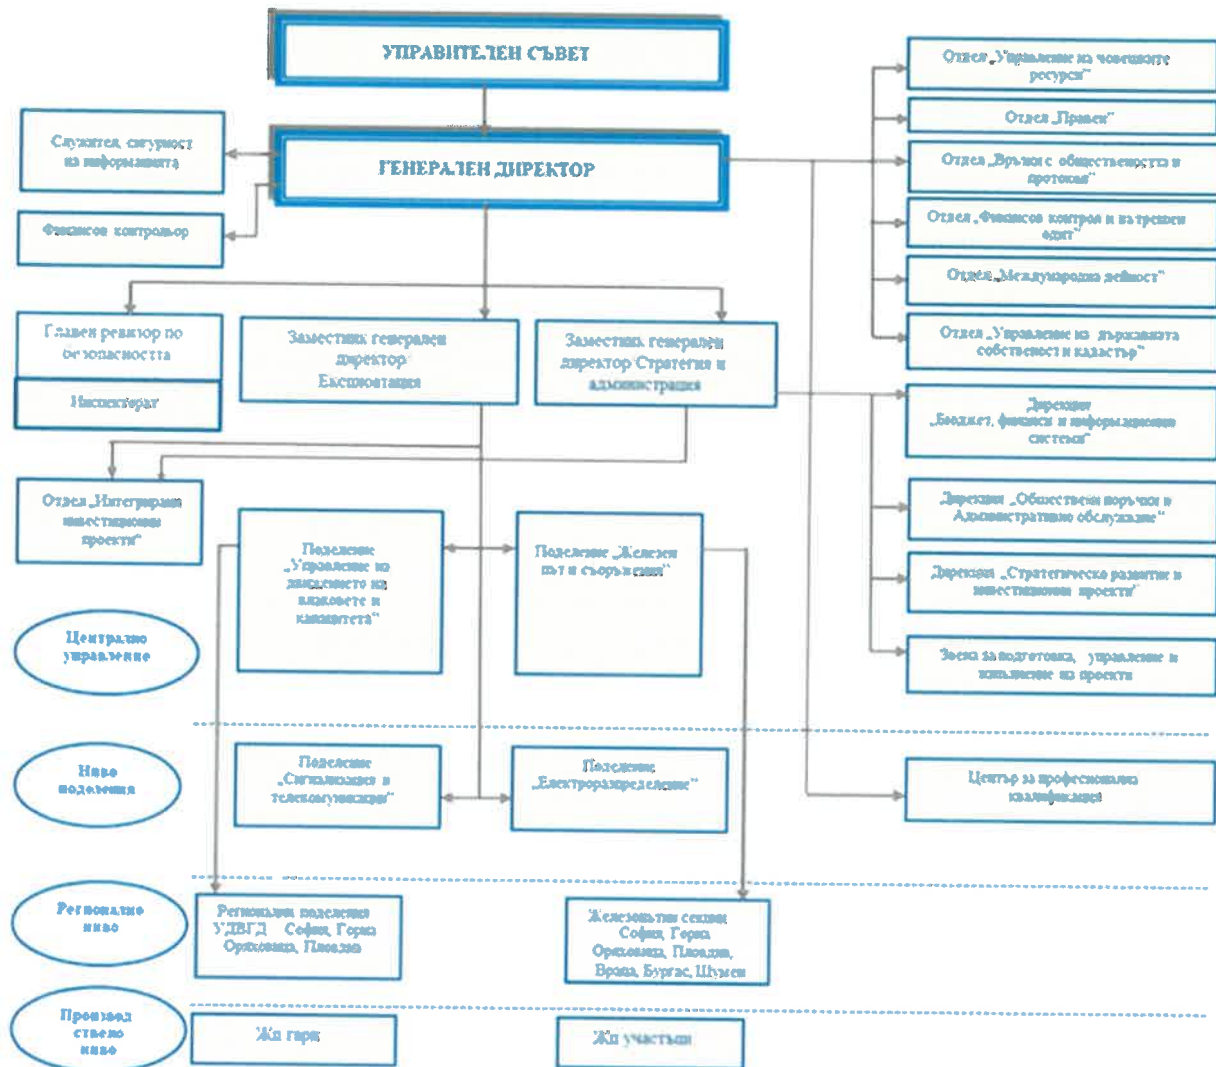 УПРАВИТЕЛЕН СЪВЕТ
ГЕНЕРАЛЕН ДИРЕКТОР
Служител, сигурност
на информацията
Финансов контрольор
Отдел „Управление на човешките
ресурси“
Отдел „Правен“
Отдел „Връзки с обществеността и
протокол“
Отдел „Финансов контрол и вътрешен
одит“
Отдел „Международна дейност“
Отдел „Управление на държавната
собственост и кадастър“
Главен ревизор по
безопасността
Инспекторат
Заместник генерален
директор
Експлоатация
Заместник генерален
директор Стратегия и
администрация
Дирекция
„Бюджет, финанси и информационни
системи“
Дирекция „Обществени поръчки и
Административно обслужване“
Дирекция „Стратегическо развитие и
инвестиционни проекти“
Звена за подготовка, управление и
изпълнение на проекти
Отдел „Интегрирани
инвестиционни
проекти“
Поделение
„Управление на
движението на
влаковете и
капацитета“
Поделение „Железен
път и съоръжения“
Централно
управление
Ниво
поделения
Поделение
„Сигнализация и
телекомуникации“
Поделение
„Електроразпределение“
Център за професионална
квалификация
Регионално
ниво
Регионални поделения
УДВГД София, Горна
Оряховица, Пловдив
Железопътни секции
София, Горна
Оряховица, Пловдив,
Враца, Бургас, Шумен
Производ
ствено
ниво
Жп гари
Жп участъци